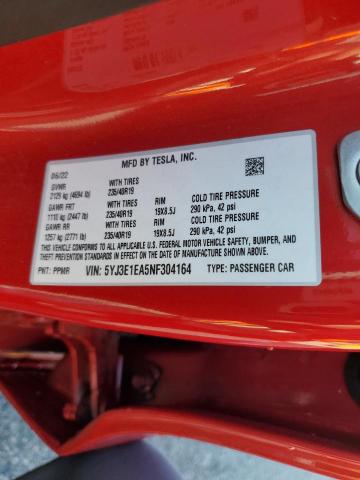 MFD BY TESLA, INC.
05/22
GVWR WITH TIRES
2129 kg (4694 lb) 235/40R19
GAWR FRT WITH TIRES RIM COLD TIRE PRESSURE
1110 kg (2447 lb) 235/40R19 19X8.5J 290 kPa, 42 psi
GAWR RR WITH TIRES RIM COLD TIRE PRESSURE
1257 kg (2771 lb) 235/40R19 19X8.5J 290 kPa, 42 psi
THIS VEHICLE CONFORMS TO ALL APPLICABLE U.S. FEDERAL MOTOR VEHICLE SAFETY, BUMPER, AND
THEFT PREVENTION STANDARDS IN EFFECT ON THE DATE OF MANUFACTURE SHOWN ABOVE.
PNT: PPMR VIN: 5YJ3E1EA5NF304164 TYPE: PASSENGER CAR